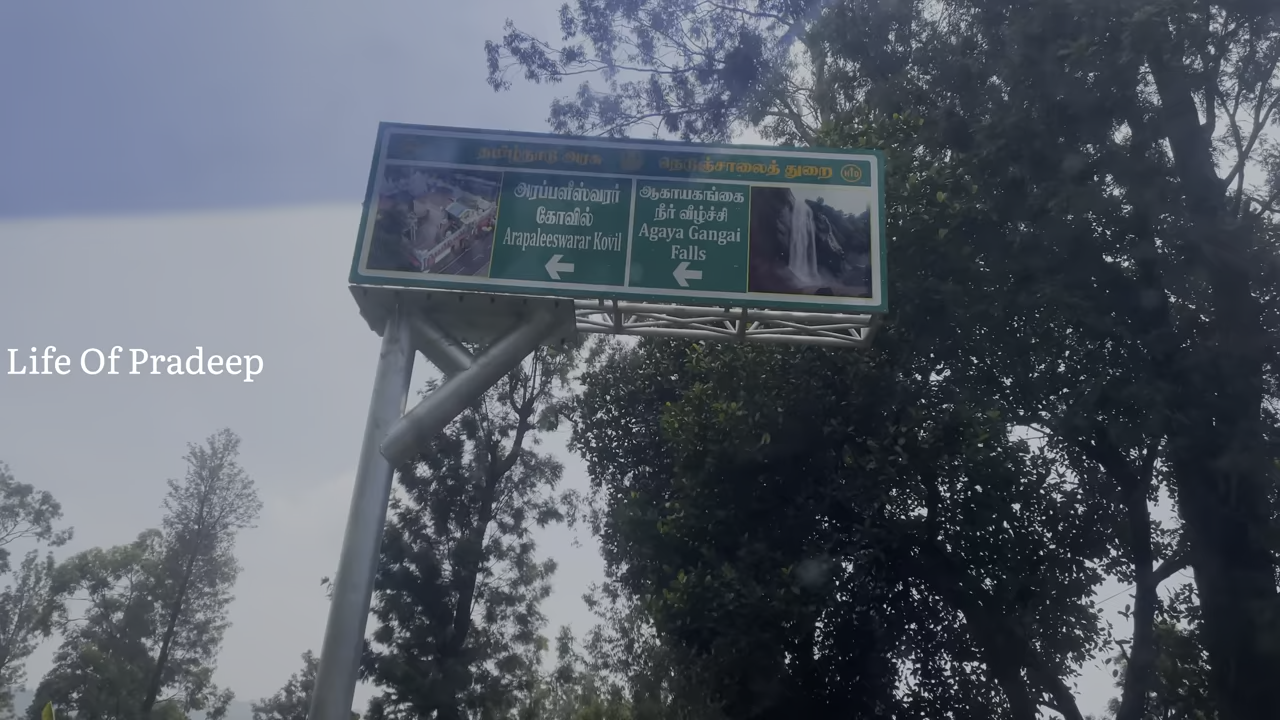 தமிழ்நாடு அரசு நெடுஞ்சாலைத் துறை
அரப்பளீஸ்வரர்
கோவில்
Arapaleeswarar Kovil
ஆகாயகங்கை
நீர் வீழ்ச்சி
Agaya Gangai
Falls
Life Of Pradeep